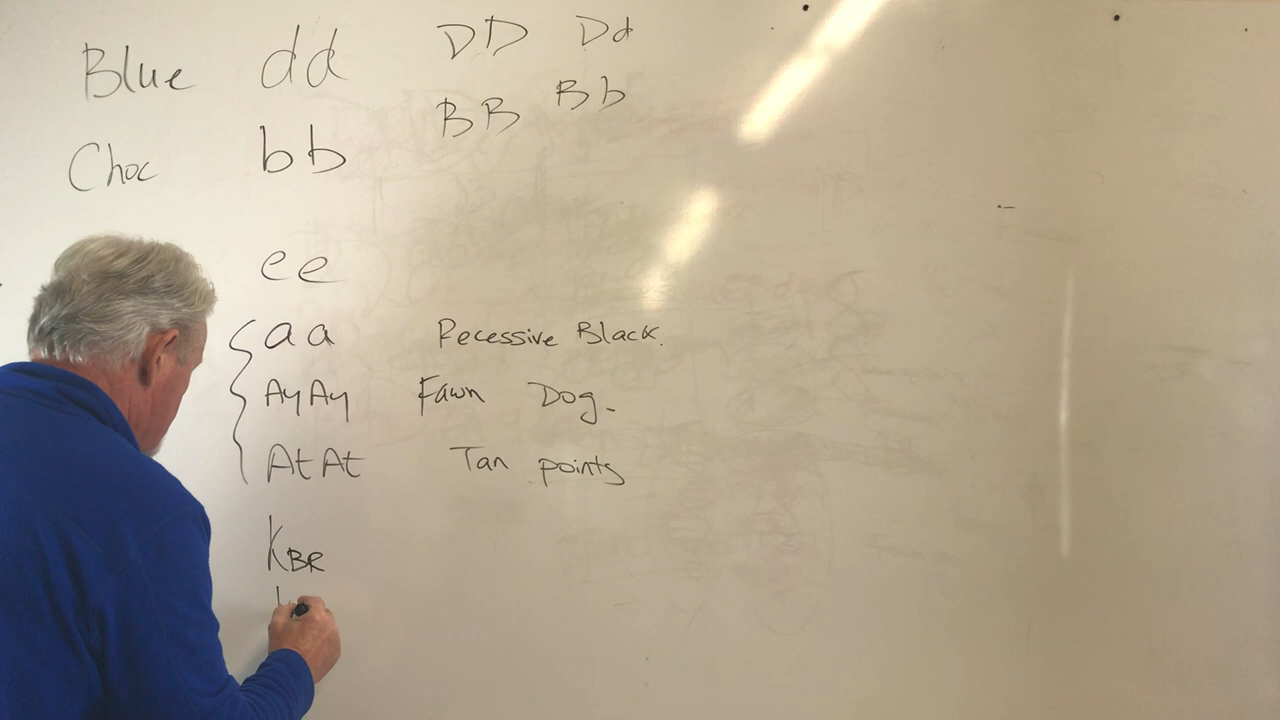 Blue dd DD Dd
Choc bb BB Bb
ee
aa Recessive Black.
AyAy Fawn Dog-
AtAt Tan points
KBR